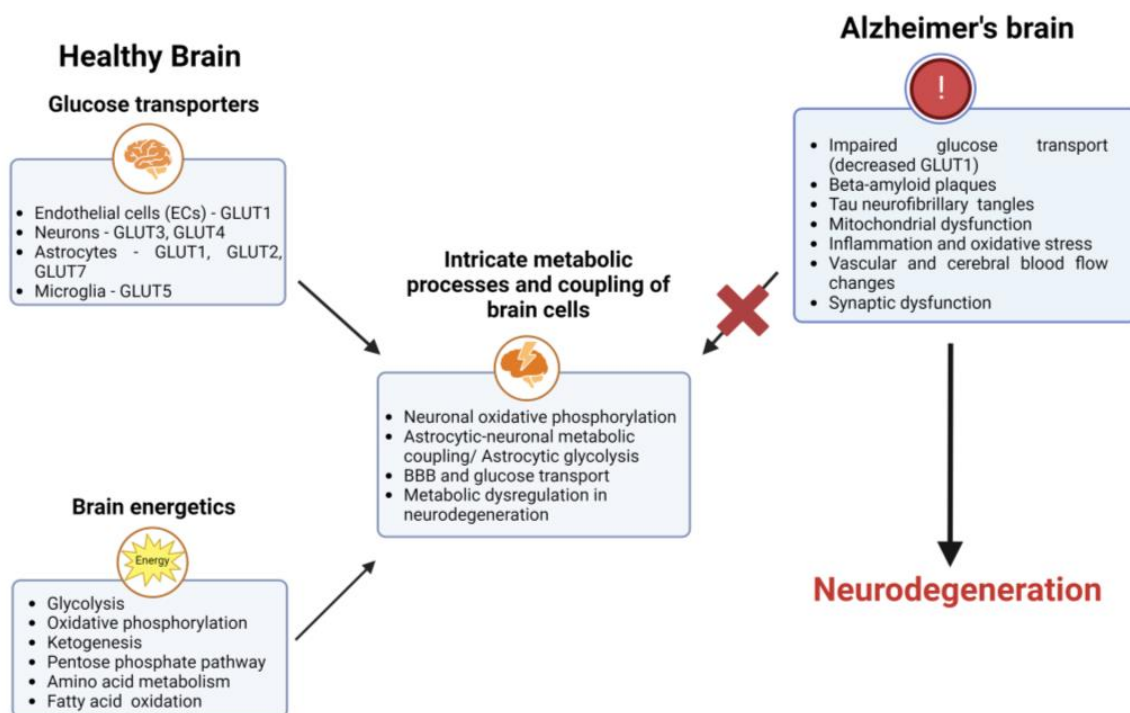 Healthy Brain
Glucose transporters
• Endothelial cells (ECs) - GLUT1
• Neurons - GLUT3, GLUT4
• Astrocytes - GLUT1, GLUT2,
GLUT7
• Microglia - GLUT5
Brain energetics
Energy
• Glycolysis
• Oxidative phosphorylation
• Ketogenesis
• Pentose phosphate pathway
• Amino acid metabolism
• Fatty acid oxidation
Intricate metabolic
processes and coupling of
brain cells
• Neuronal oxidative phosphorylation
• Astrocytic-neuronal metabolic
coupling/ Astrocytic glycolysis
• BBB and glucose transport
• Metabolic dysregulation in
neurodegeneration
Alzheimer's brain
!
• Impaired glucose transport
(decreased GLUT1)
• Beta-amyloid plaques
• Tau neurofibrillary tangles
• Mitochondrial dysfunction
• Inflammation and oxidative stress
• Vascular and cerebral blood flow
changes
• Synaptic dysfunction
Neurodegeneration